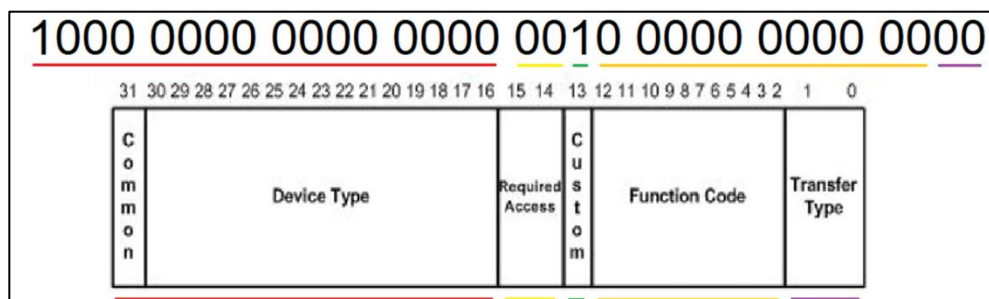 1000 0000 0000 0000 0010 0000 0000 0000
31 30 29 28 27 26 25 24 23 22 21 20 19 18 17 16 15 14 13 12 11 10 9 8 7 6 5 4 3 2 1 0
Common
Device Type
Required
Access
Custom
Function Code
Transfer
Type